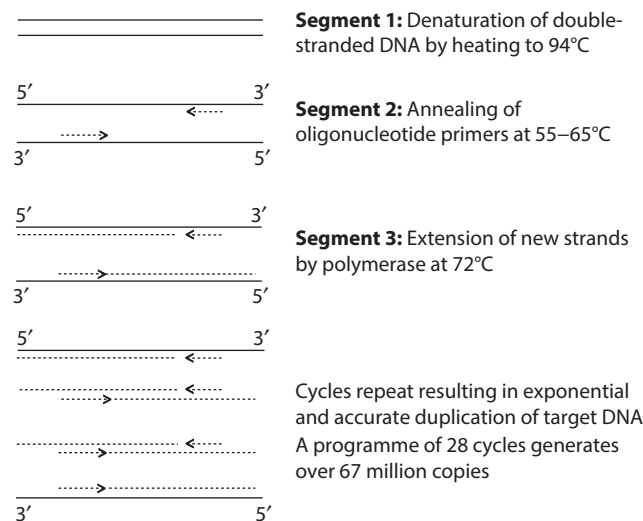 Segment 1: Denaturation of double-
stranded DNA by heating to 94°C
5′ 3′
Segment 2: Annealing of
oligonucleotide primers at 55–65°C
3′ 5′
5′ 3′
Segment 3: Extension of new strands
by polymerase at 72°C
3′ 5′
5′ 3′
Cycles repeat resulting in exponential
and accurate duplication of target DNA
A programme of 28 cycles generates
over 67 million copies
3′ 5′